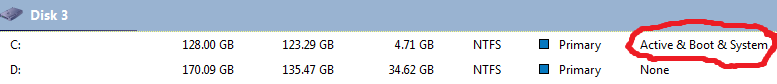 Disk 3
C: 128.00 GB 123.29 GB 4.71 GB NTFS Primary Active & Boot & System
D: 170.09 GB 135.47 GB 34.62 GB NTFS Primary None